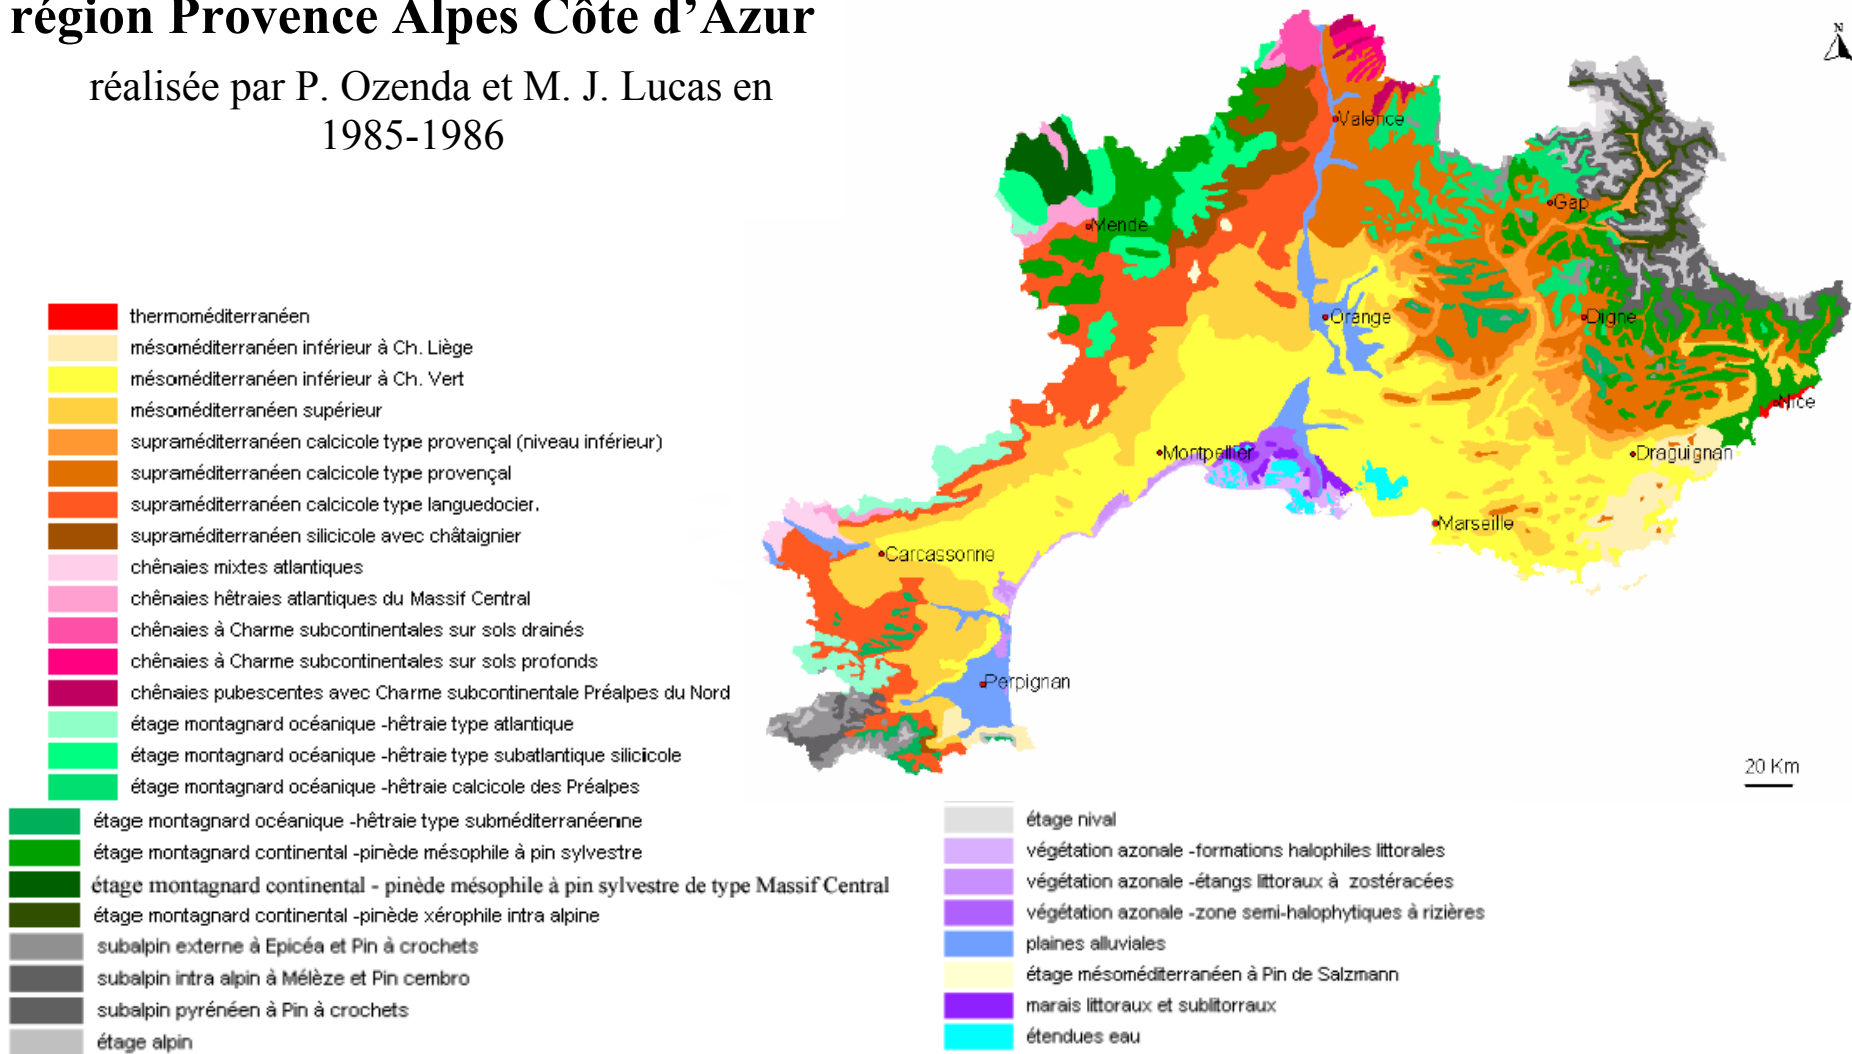 région Provence Alpes Côte d’Azur
réalisée par P. Ozenda et M. J. Lucas en
1985-1986
N
Valence
Gap
Mende
Orange
Digne
Nice
Montpellier
Draguignan
Marseille
Carcassonne
Perpignan
20 Km
thermoméditerranéen
mésoméditerranéen inférieur à Ch. Liège
mésoméditerranéen inférieur à Ch. Vert
mésoméditerranéen supérieur
supraméditerranéen calcicole type provençal (niveau inférieur)
supraméditerranéen calcicole type provençal
supraméditerranéen calcicole type languedocier.
supraméditerranéen silicicole avec châtaignier
chênaies mixtes atlantiques
chênaies hêtraies atlantiques du Massif Central
chênaies à Charme subcontinentales sur sols drainés
chênaies à Charme subcontinentales sur sols profonds
chênaies pubescentes avec Charme subcontinentale Préalpes du Nord
étage montagnard océanique -hêtraie type atlantique
étage montagnard océanique -hêtraie type subatlantique silicicole
étage montagnard océanique -hêtraie calcicole des Préalpes
étage montagnard océanique -hêtraie type subméditerranéenne
étage montagnard continental -pinède mésophile à pin sylvestre
étage montagnard continental - pinède mésophile à pin sylvestre de type Massif Central
étage montagnard continental -pinède xérophile intra alpine
subalpin externe à Epicéa et Pin à crochets
subalpin intra alpin à Mélèze et Pin cembro
subalpin pyrénéen à Pin à crochets
étage alpin
étage nival
végétation azonale -formations halophiles littorales
végétation azonale -étangs littoraux à zostéracées
végétation azonale -zone semi-halophytiques à rizières
plaines alluviales
étage mésoméditerranéen à Pin de Salzmann
marais littoraux et sublitorraux
étendues eau